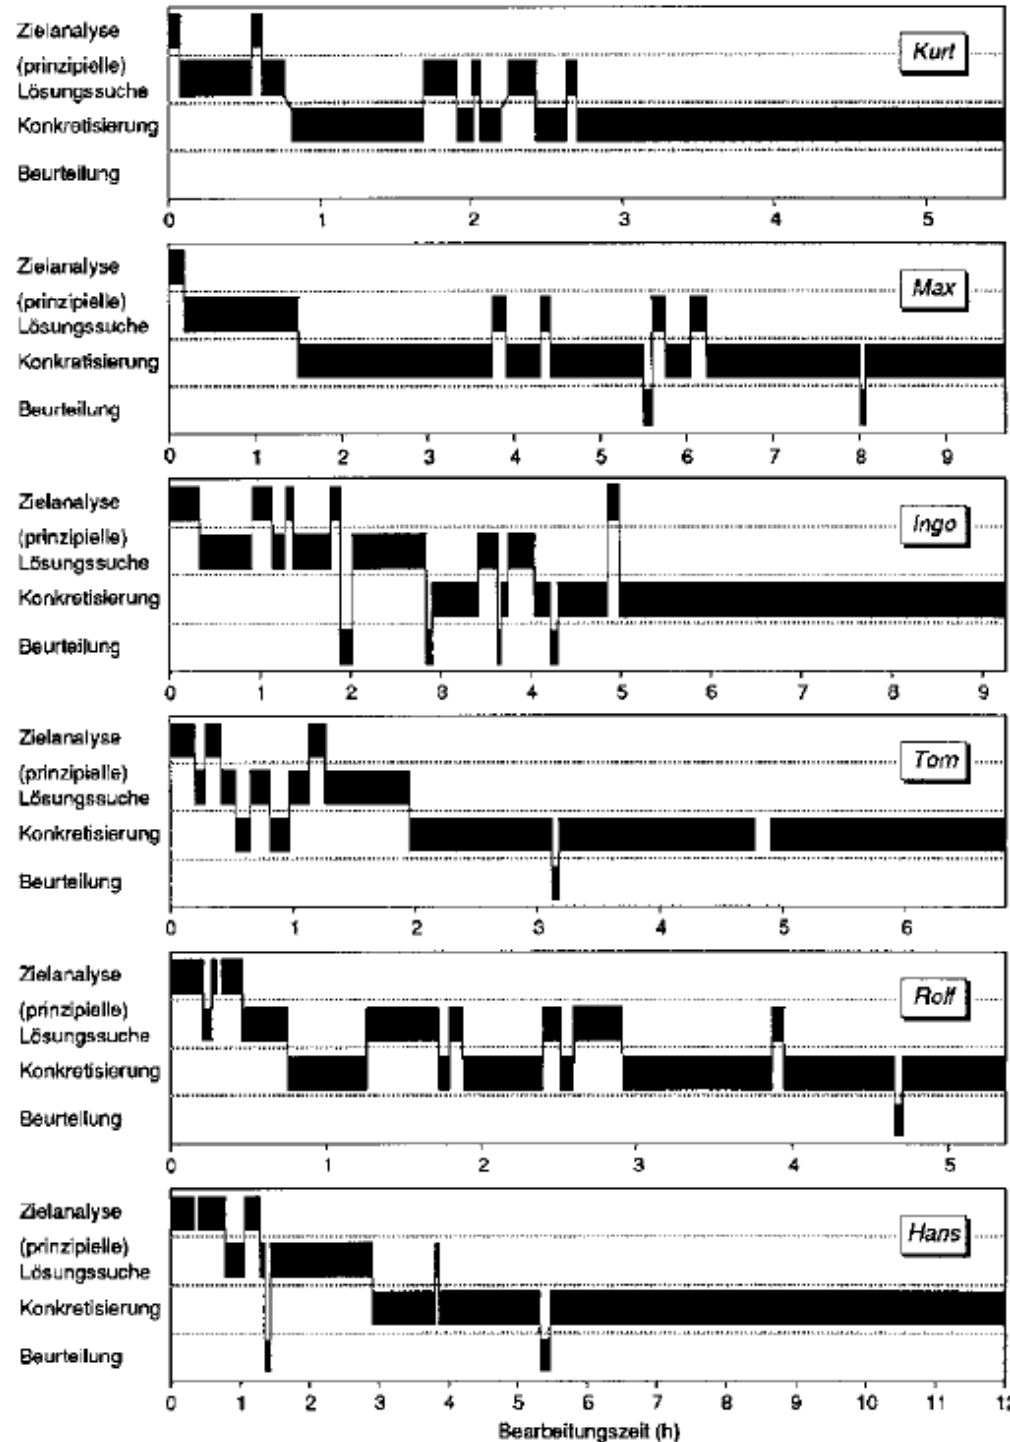 Zielanalyse
Kurt
(prinzipielle)
Lösungssuche
Konkretisierung
Beurteilung
0 1 2 3 4 5
Zielanalyse
Max
(prinzipielle)
Lösungssuche
Konkretisierung
Beurteilung
0 1 2 3 4 5 6 7 8 9
Zielanalyse
Ingo
(prinzipielle)
Lösungssuche
Konkretisierung
Beurteilung
0 1 2 3 4 5 6 7 8 9
Zielanalyse
Tom
(prinzipielle)
Lösungssuche
Konkretisierung
Beurteilung
0 1 2 3 4 5 6
Zielanalyse
Rolf
(prinzipielle)
Lösungssuche
Konkretisierung
Beurteilung
0 1 2 3 4 5
Zielanalyse
Hans
(prinzipielle)
Lösungssuche
Konkretisierung
Beurteilung
0 1 2 3 4 5 6 7 8 9 10 11 12
Bearbeitungszeit (h)